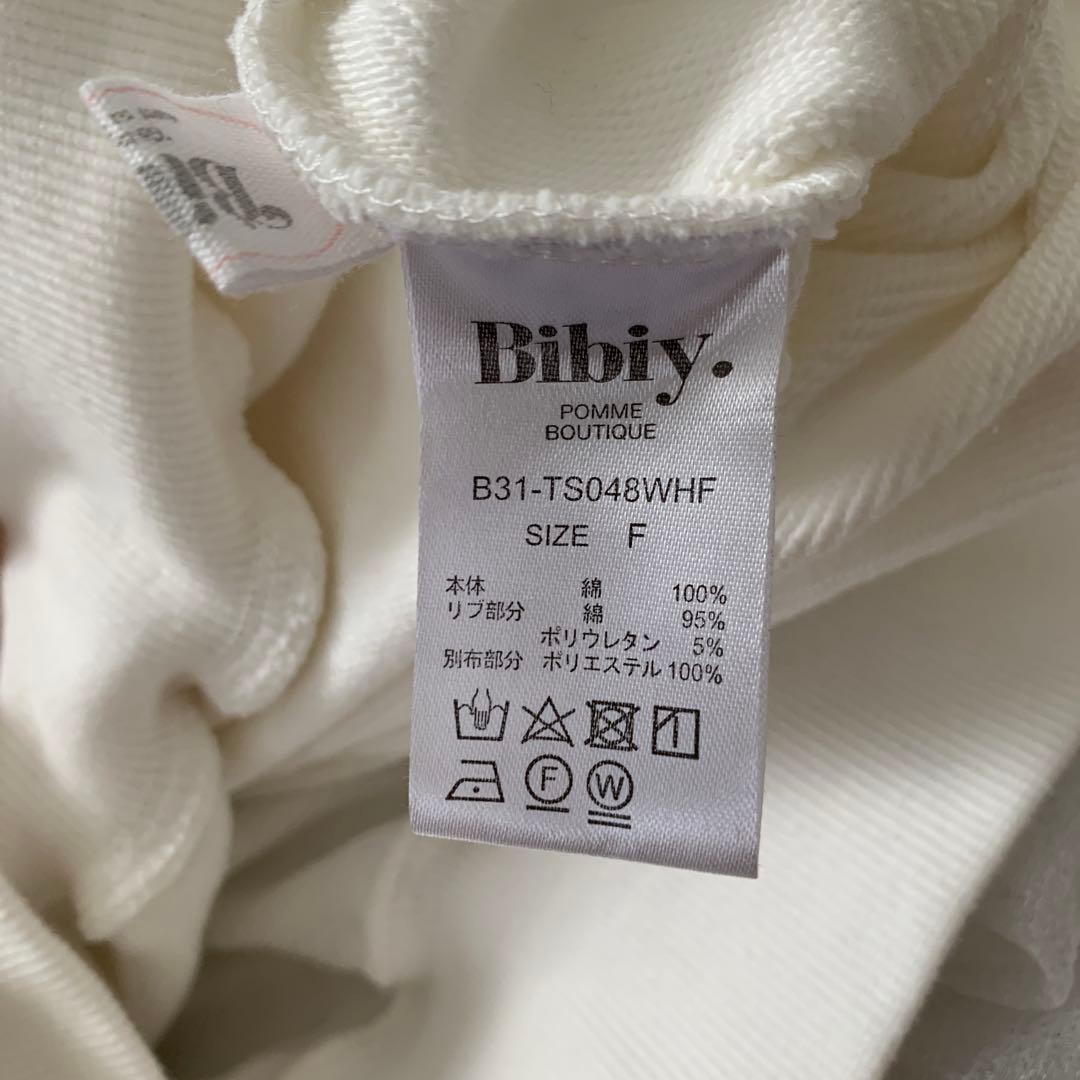 Bibiy.
POMME
BOUTIQUE
B31-TS048WHF
SIZE F
本体 綿 100%
リブ部分 綿 95%
ポリウレタン 5%
別布部分 ポリエステル 100%
F
W